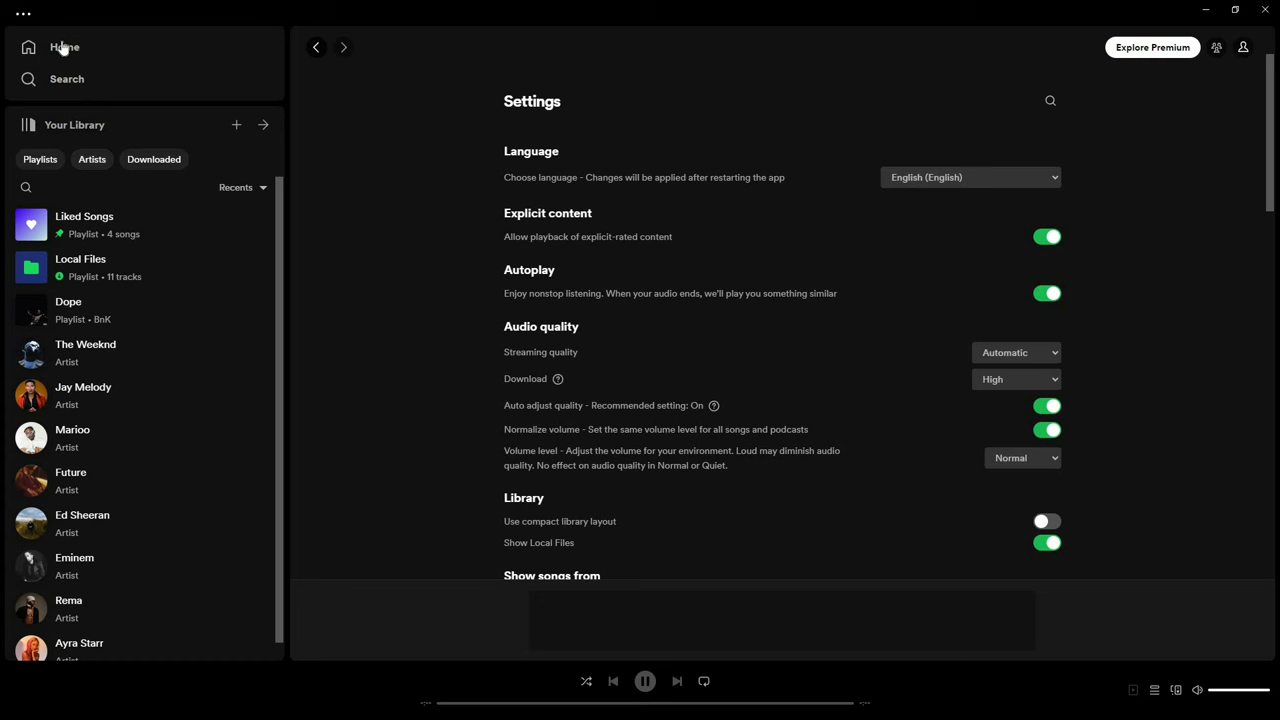 Home
Search
Your Library
Playlists
Artists
Downloaded
Recents
Liked Songs
Playlist • 4 songs
Local Files
Playlist • 11 tracks
Dope
Playlist • BnK
The Weeknd
Artist
Jay Melody
Artist
Marioo
Artist
Future
Artist
Ed Sheeran
Artist
Eminem
Artist
Rema
Artist
Ayra Starr
Artist
Explore Premium
Settings
Language
Choose language - Changes will be applied after restarting the app
English (English)
Explicit content
Allow playback of explicit-rated content
Autoplay
Enjoy nonstop listening. When your audio ends, we'll play you something similar
Audio quality
Streaming quality
Automatic
Download
High
Auto adjust quality - Recommended setting: On
Normalize volume - Set the same volume level for all songs and podcasts
Volume level - Adjust the volume for your environment. Loud may diminish audio
quality. No effect on audio quality in Normal or Quiet.
Normal
Library
Use compact library layout
Show Local Files
Show songs from
-:--
-:--